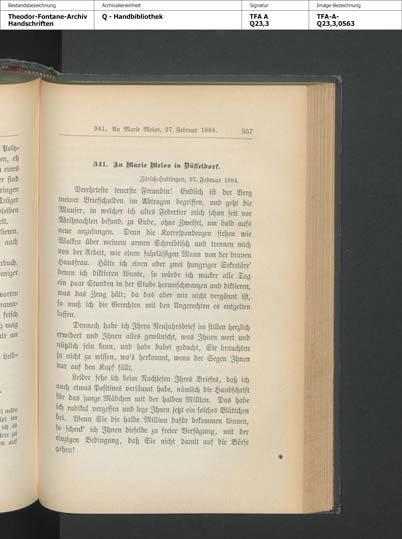 Bestandsbezeichnung
Theodor-Fontane-Archiv
Handschriften
Archivalieneinheit
Q - Handbibliothek
Signatur
TFA A
Q23,3
Image-Bezeichnung
TFA-A-
Q23,3,0563
341. An Marie Melos, 27. Februar 1884. 557
341. An Marie Melos in Düsseldorf.
Zürich-Hottingen, 27. Februar 1884.
Verehrteste teuerste Freundin! Endlich ist der Berg
meiner Briefschulden im Abtragen begriffen, und geht die
Mauser, in welcher ich altes Federtier mich schon seit vor
Weihnachten befand, zu Ende, ohne Zweifel, um bald aufs
neue anzufangen. Denn die Korrespondenzen stehen wie
Wolken über meinem armen Schreibtisch und trennen mich
von der Arbeit, wie einen fahrlässigen Mann von der braven
Hausfrau. Hätte ich einen oder zwei hungriger Sekretäre
denen ich diktieren könnte, so würde ich wacker alle Tag
ein paar Stunden in der Stube herumschwanzen und diktieren,
was das Zeug hält; da das aber mir nicht vergönnt ist,
so muß ich die Gerechten mit den Ungerechten es entgelten
lassen.
Dennoch habe ich Ihren Neujahrsbrief im stillen herzlich
erwidert und Ihnen alles gewünscht, was Ihnen wert und
nützlich sein kann, und habe dabei gedacht, Sie brauchten
ja nicht zu wissen, wo's herkommt, wenn der Segen Ihnen
nur auf den Kopf fällt.
Leider sehe ich beim Nachlesen Ihres Briefes, daß ich
auch etwas Positives versäumt habe, nämlich die Handschrift
für das junge Mädchen mit der halben Million. Das habe
ich radikal vergessen und lege Ihnen jetzt ein solches Blättchen
bei. Wenn Sie die halbe Million dafür bekommen können,
so schenk' ich Ihnen dieselbe zu freier Verfügung, mit der
einzigen Bedingung, daß Sie nicht damit auf die Börse
gehen!